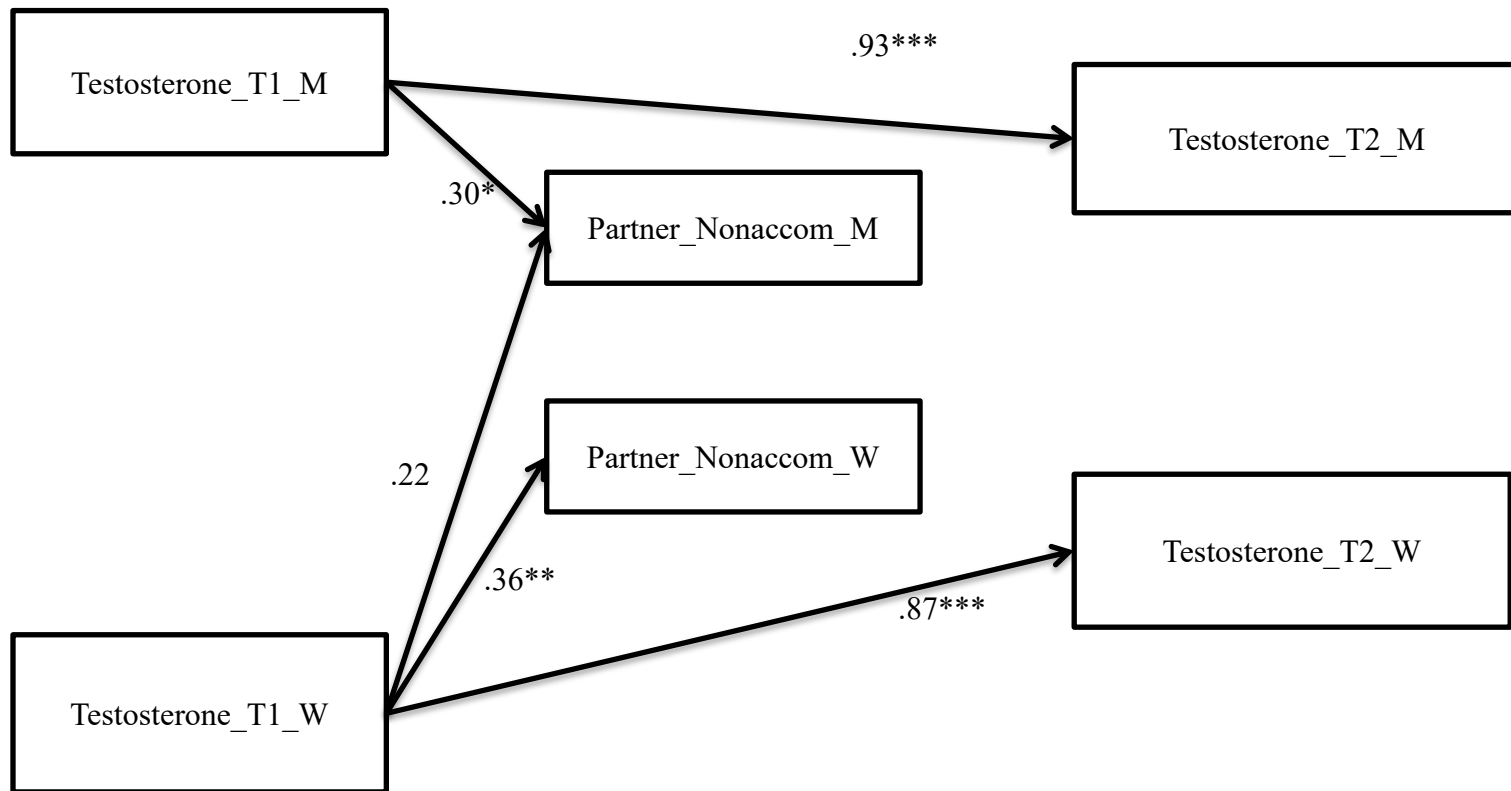 .93***
Testosterone_T1_M
Testosterone_T2_M
.30*
Partner_Nonaccom_M
.22
Partner_Nonaccom_W
.36**
Testosterone_T2_W
.87***
Testosterone_T1_W